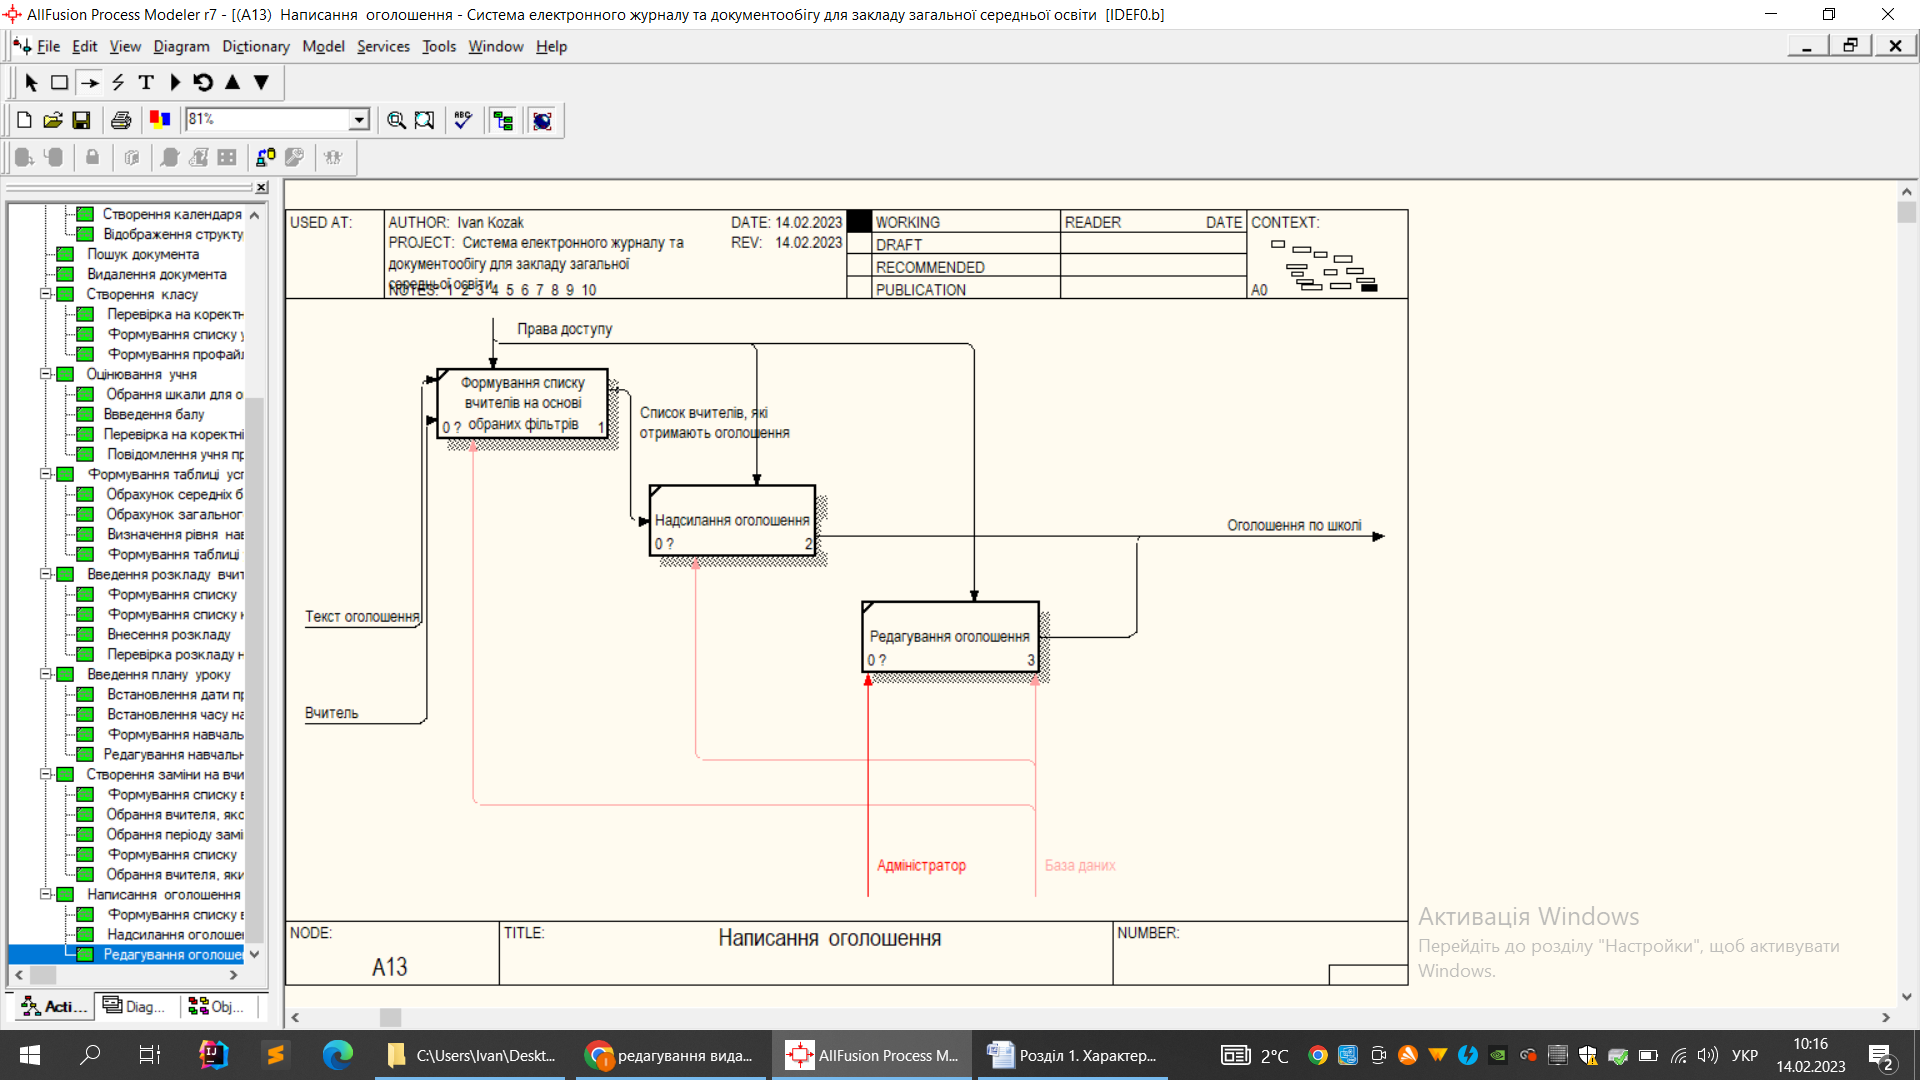 AllFusion Process Modeler r7 - [(A13) Написання оголошення - Система електронного журналу та документообігу для закладу загальної середньої освіти [IDEF0.b]
File Edit View Diagram Dictionary Model Services Tools Window Help
81%
Створення календаря
Відображення структу
Пошук документа
Видалення документа
Створення класу
Перевірка на коректн
Формування списку у
Формування профай
Оцінювання учня
Обрання шкали для о
Ввведення балу
Перевірка на коректні
Повідомлення учня пр
Формування таблиці усг
Обрахунок середніх б
Обрахунок загальног
Визначення рівня нав
Формування таблиці
Введення розкладу вчит
Формування списку
Формування списку к
Внесення розкладу
Перевірка розкладу н
Введення плану уроку
Встановлення дати пр
Встановлення часу на
Формування навчаль
Редагування навчальн
Створення заміни на вчи
Формування списку в
Обрання вчителя, якс
Обрання періоду замі
Формування списку
Обрання вчителя, яки
Написання оголошення
Формування списку в
Надсилання оголоше
Редагування оголоше
Acti... Diag... Obj...
USED AT:
AUTHOR: Ivan Kozak
DATE: 14.02.2023
PROJECT: Система електронного журналу та документообігу для закладу загальної середньої освіти
REV: 14.02.2023
NOTES: 1 2 3 4 5 6 7 8 9 10
WORKING
DRAFT
RECOMMENDED
PUBLICATION
READER DATE
CONTEXT:
A0
Права доступу
Формування списку
вчителів на основі
обраних фільтрів
0 ? 1
Список вчителів, які
отримають оголошення
Надсилання оголошення
0 ? 2
Оголошення по школі
Текст оголошення
Редагування оголошення
0 ? 3
Вчитель
Адміністратор
База даних
NODE:
A13
TITLE:
Написання оголошення
NUMBER:
Активація Windows
Перейдіть до розділу "Настройки", щоб активувати
Windows.
C:\Users\Ivan\Deskt...
редагування вида...
AllFusion Process M...
Розділ 1. Характер...
2°C
УКР
10:16
14.02.2023
2